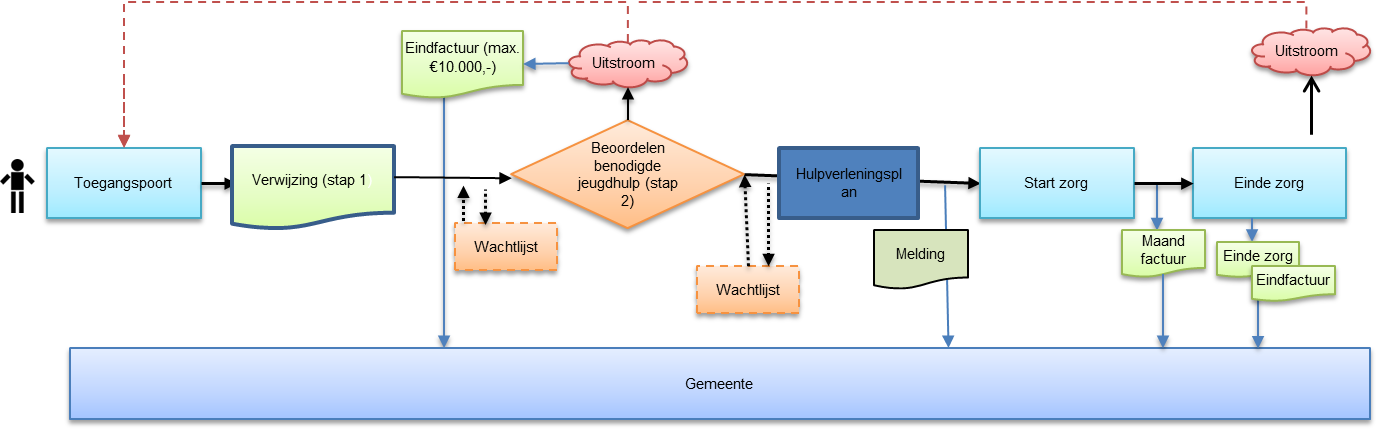 Eindfactuur (max.
€10.000,-)
Uitstroom
Uitstroom
Toegangspoort
Verwijzing (stap 1)
Beoordelen
benodigde
jeugdhulp (stap
2)
Hulpverleningspl
an
Start zorg
Einde zorg
Wachtlijst
Wachtlijst
Melding
Maand
factuur
Einde zorg
Eindfactuur
Gemeente